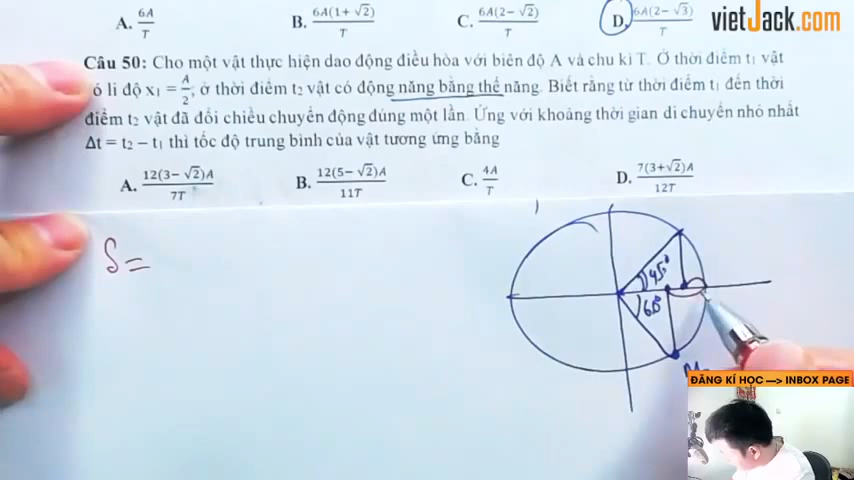 A. 6A/T B. 6A(1+ √2)/T C. 6A(2− √2)/T D. 6A(2− √3)/T
vietJack.com
Câu 50: Cho một vật thực hiện dao động điều hòa với biên độ A và chu kì T. Ở thời điểm t₁ vật
ó li độ x₁ = A/2, ở thời điểm t₂ vật có động năng bằng thế năng. Biết rằng từ thời điểm t₁ đến thời
điểm t₂ vật đã đổi chiều chuyển động đúng một lần. Ứng với khoảng thời gian di chuyển nhỏ nhất
Δt = t₂ − t₁ thì tốc độ trung bình của vật tương ứng bằng
A. 12(3− √2)A/7T B. 12(5− √2)A/11T C. 4A/T D. 7(3+√2)A/12T
S =
45°
60°
ĐĂNG KÍ HỌC —> INBOX PAGE